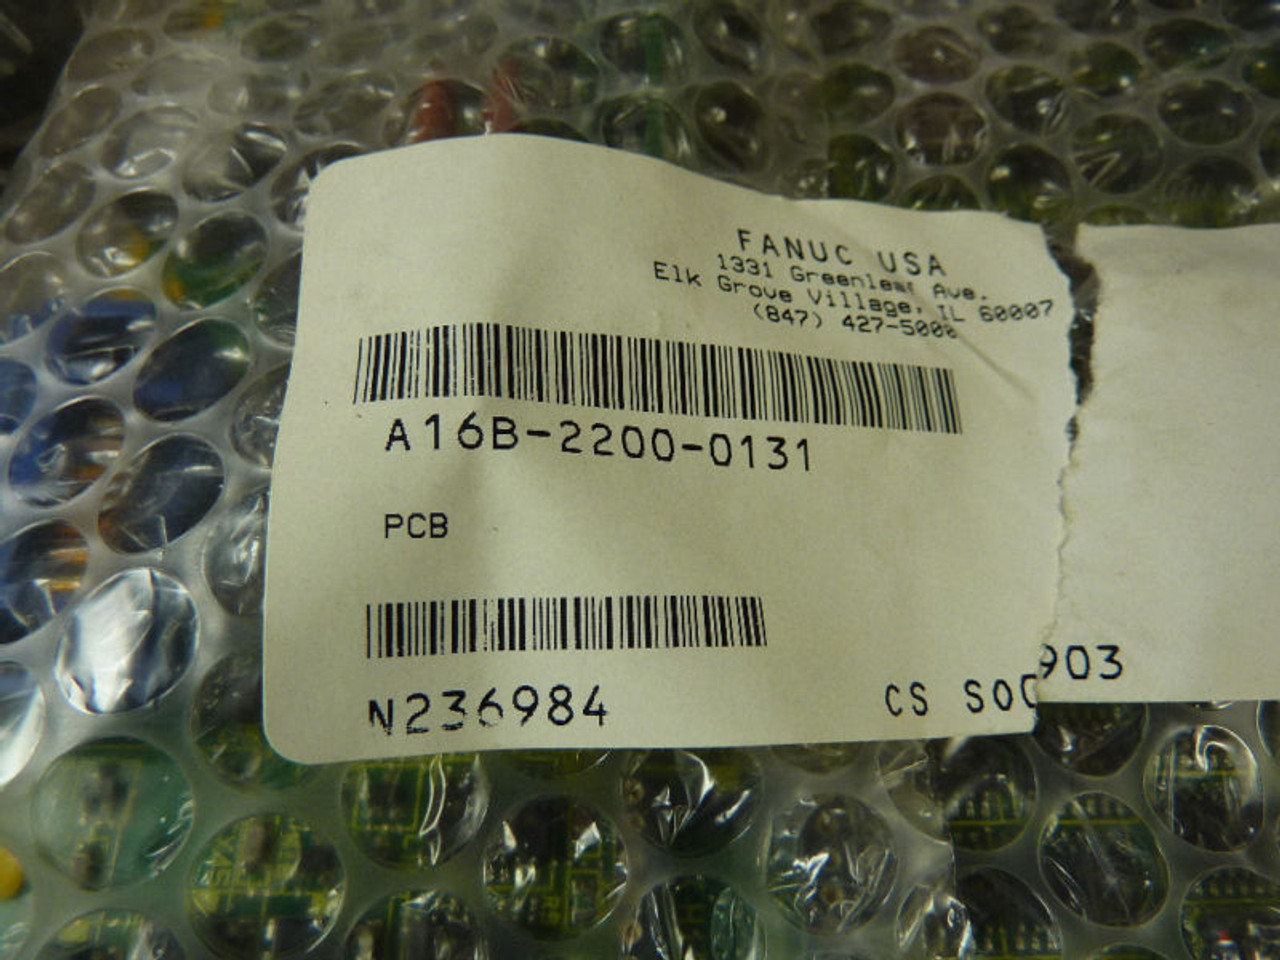 FANUC USA
1331 Greenleaf Ave.
Elk Grove Village, IL 60007
(847) 427-5000
A16B-2200-0131
PCB
N236984
CS
903